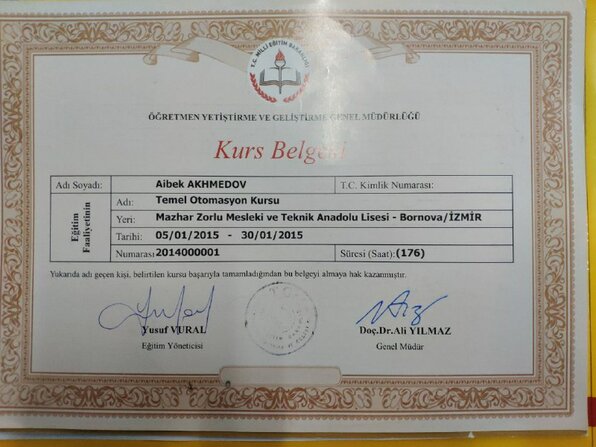 T.C. MİLLİ EĞİTİM BAKANLIĞI
ÖĞRETMEN YETİŞTİRME VE GELİŞTİRME GENEL MÜDÜRLÜĞÜ
Kurs Belgesi
Adı Soyadı: Aibek AKHMEDOV T.C. Kimlik Numarası:
Eğitim Faaliyetinin
Adı: Temel Otomasyon Kursu
Yeri: Mazhar Zorlu Mesleki ve Teknik Anadolu Lisesi - Bornova/İZMİR
Tarihi: 05/01/2015 - 30/01/2015
Numarası 2014000001 Süresi (Saat): (176)
Yukarıda adı geçen kişi, belirtilen kursu başarıyla tamamladığından bu belgeyi almaya hak kazanmıştır.
Yusuf VURAL Doç.Dr.Ali YILMAZ
Eğitim Yöneticisi Genel Müdür